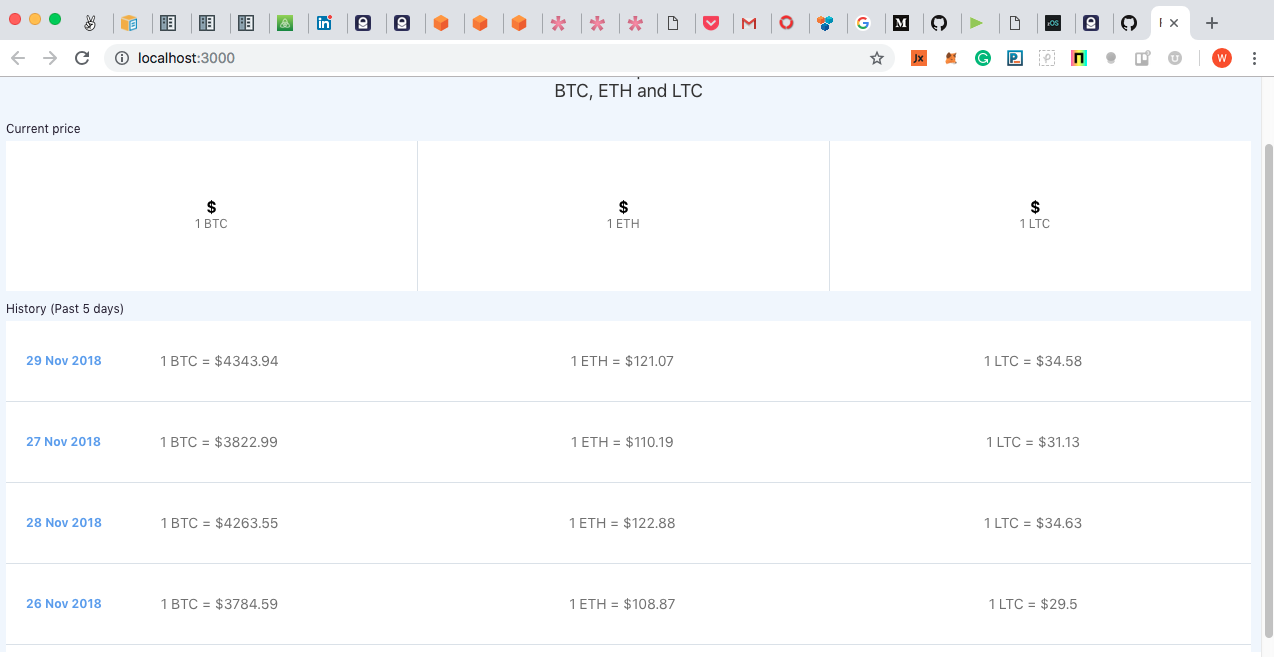 localhost:3000
BTC, ETH and LTC
Current price
$
1 BTC
$
1 ETH
$
1 LTC
History (Past 5 days)
29 Nov 2018 1 BTC = $4343.94 1 ETH = $121.07 1 LTC = $34.58
27 Nov 2018 1 BTC = $3822.99 1 ETH = $110.19 1 LTC = $31.13
28 Nov 2018 1 BTC = $4263.55 1 ETH = $122.88 1 LTC = $34.63
26 Nov 2018 1 BTC = $3784.59 1 ETH = $108.87 1 LTC = $29.5